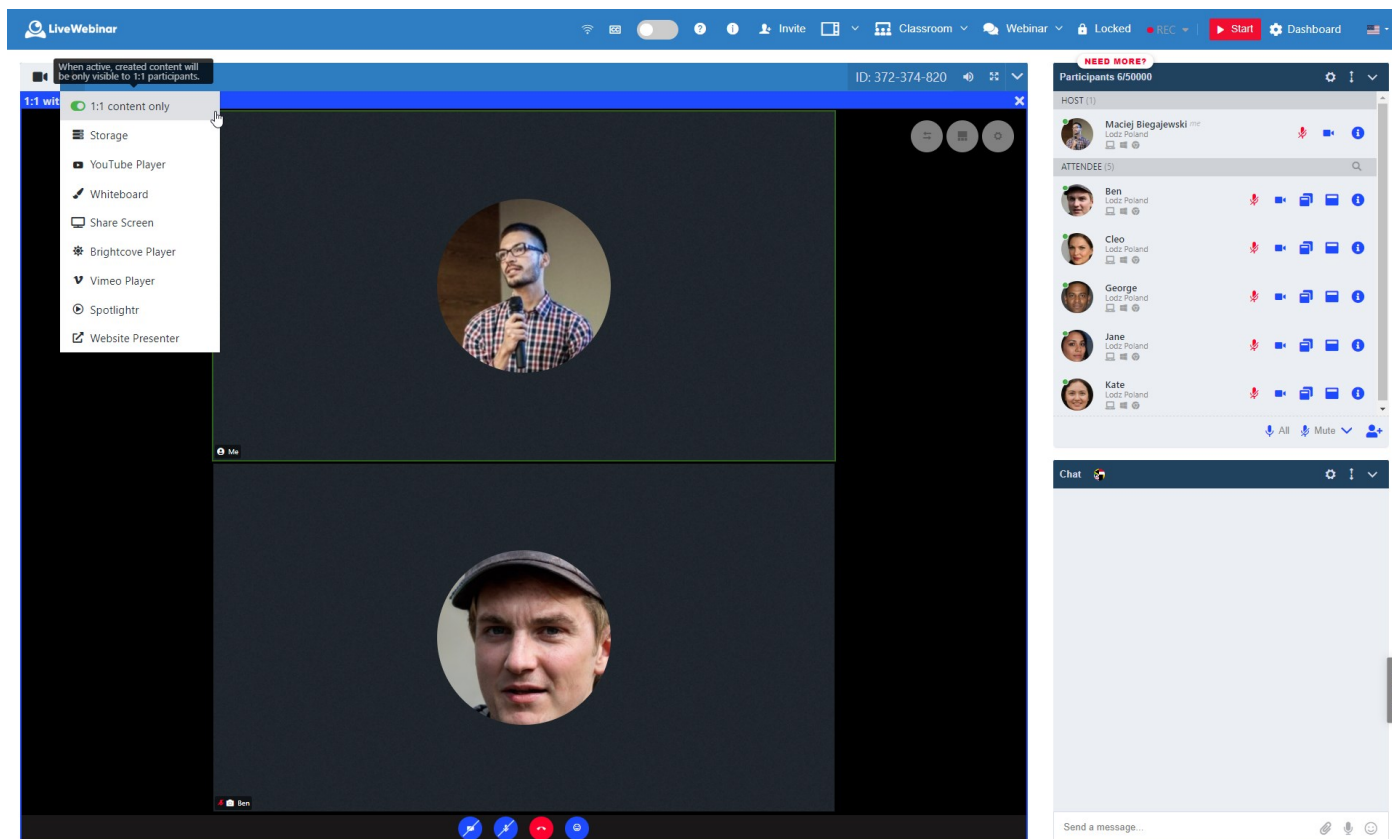 LiveWebinar
CC
Invite
Classroom
Webinar
Locked
REC
Start
Dashboard
When active, created content will
be only visible to 1:1 participants.
ID: 372-374-820
1:1 wit
1:1 content only
Storage
YouTube Player
Whiteboard
Share Screen
Brightcove Player
Vimeo Player
Spotlightr
Website Presenter
Me
Ben
NEED MORE?
Participants 6/50000
HOST (1)
Maciej Biegajewski me
Lodz Poland
ATTENDEE (5)
Ben
Lodz Poland
Cleo
Lodz Poland
George
Lodz Poland
Jane
Lodz Poland
Kate
Lodz Poland
All
Mute
Chat
Send a message...